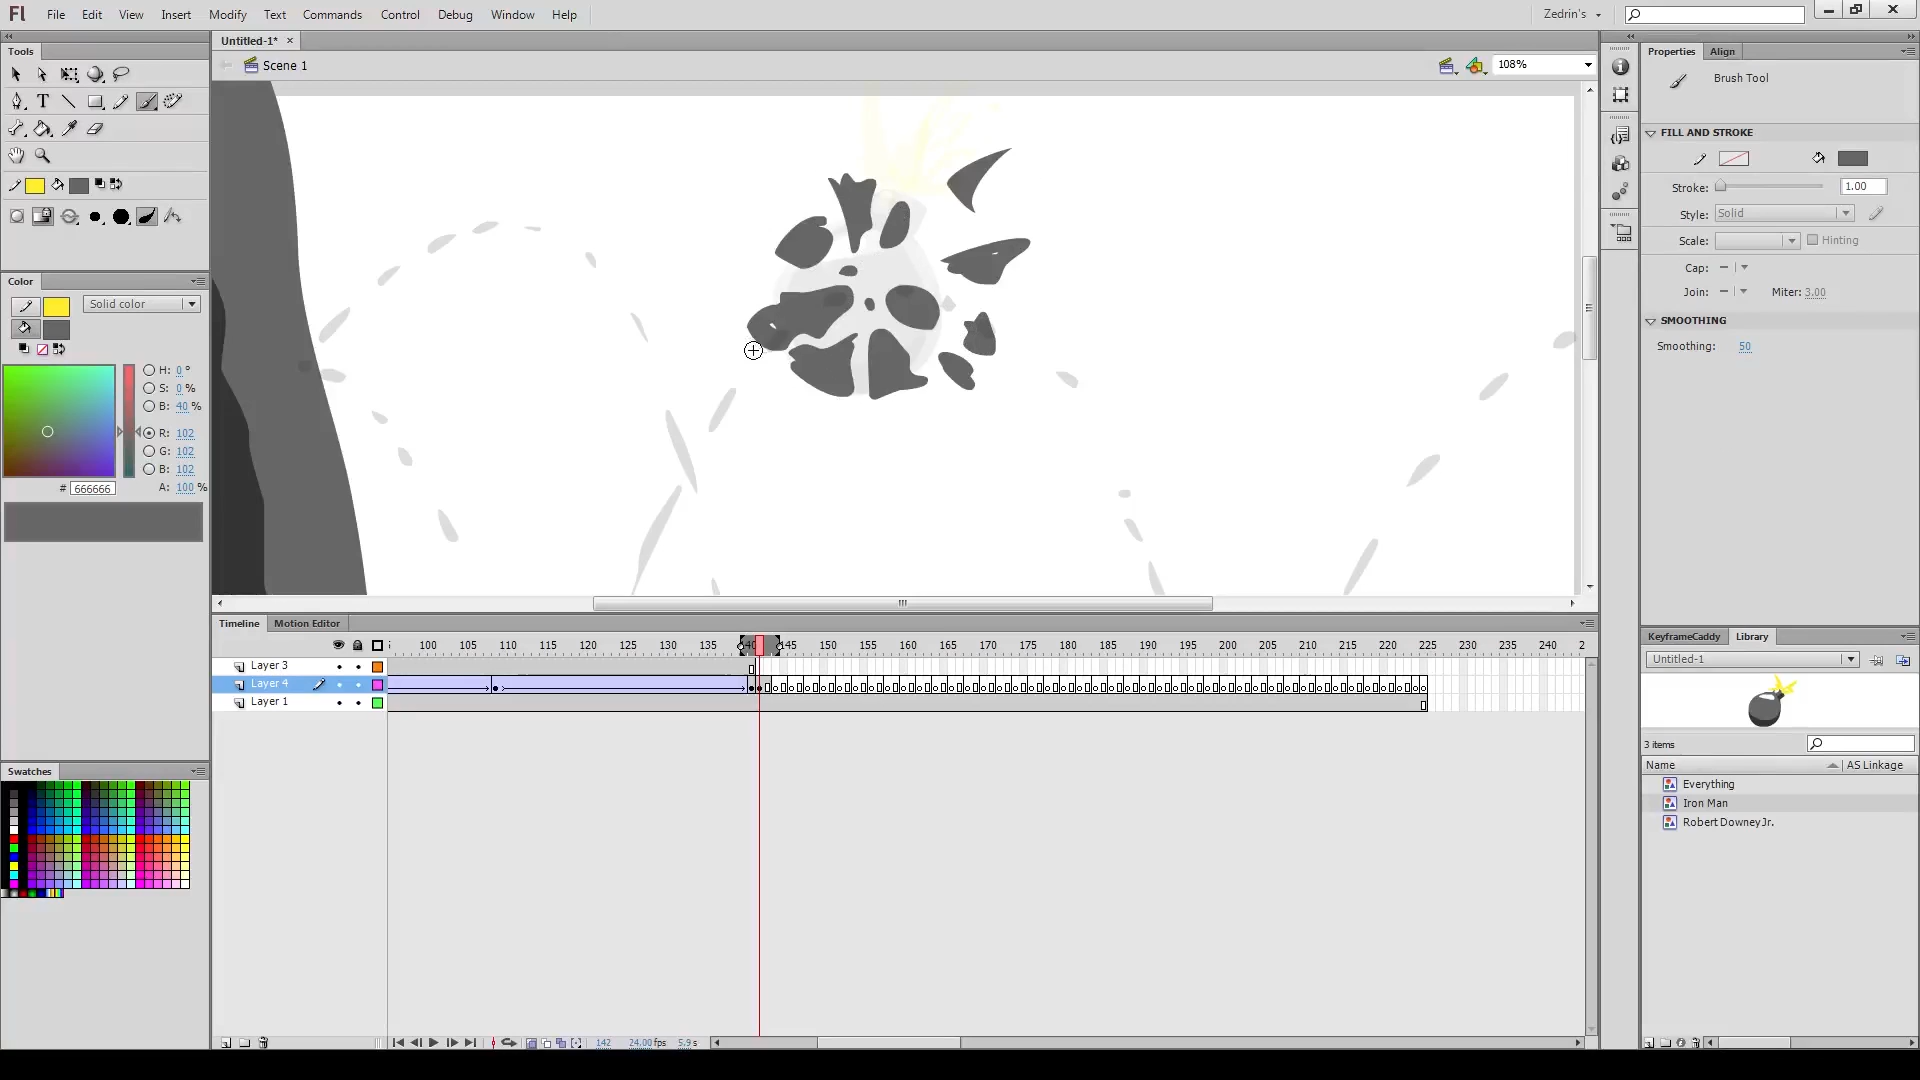 Fl File Edit View Insert Modify Text Commands Control Debug Window Help Zedrin's
Tools
Untitled-1* ×
Properties Align
Scene 1
108%
Brush Tool
FILL AND STROKE
Stroke: 1.00
Style: Solid
Scale: Hinting
Cap:
Join: Miter: 3.00
SMOOTHING
Smoothing: 50
Color
Solid color
H: 0 °
S: 0 %
B: 40 %
R: 102
G: 102
B: 102
# 666666 A: 100 %
Swatches
Timeline Motion Editor
100 105 110 115 120 125 130 135 145 150 155 160 165 170 175 180 185 190 195 200 205 210 215 220 225 230 235 240 2
Layer 3
Layer 4
Layer 1
142 24.00 fps 5.9 s
KeyframeCaddy Library
Untitled-1
3 items
Name AS Linkage
Everything
Iron Man
Robert DowneyJr.